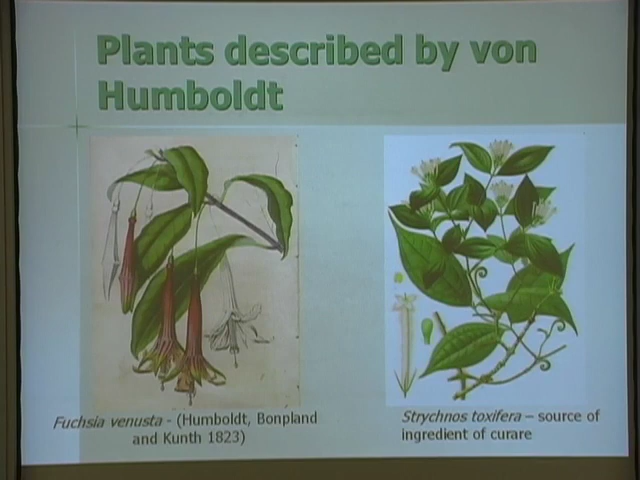 Plants described by von
Humboldt
Fuchsia venusta - (Humboldt, Bonpland
and Kunth 1823)
Strychnos toxifera – source of
ingredient of curare